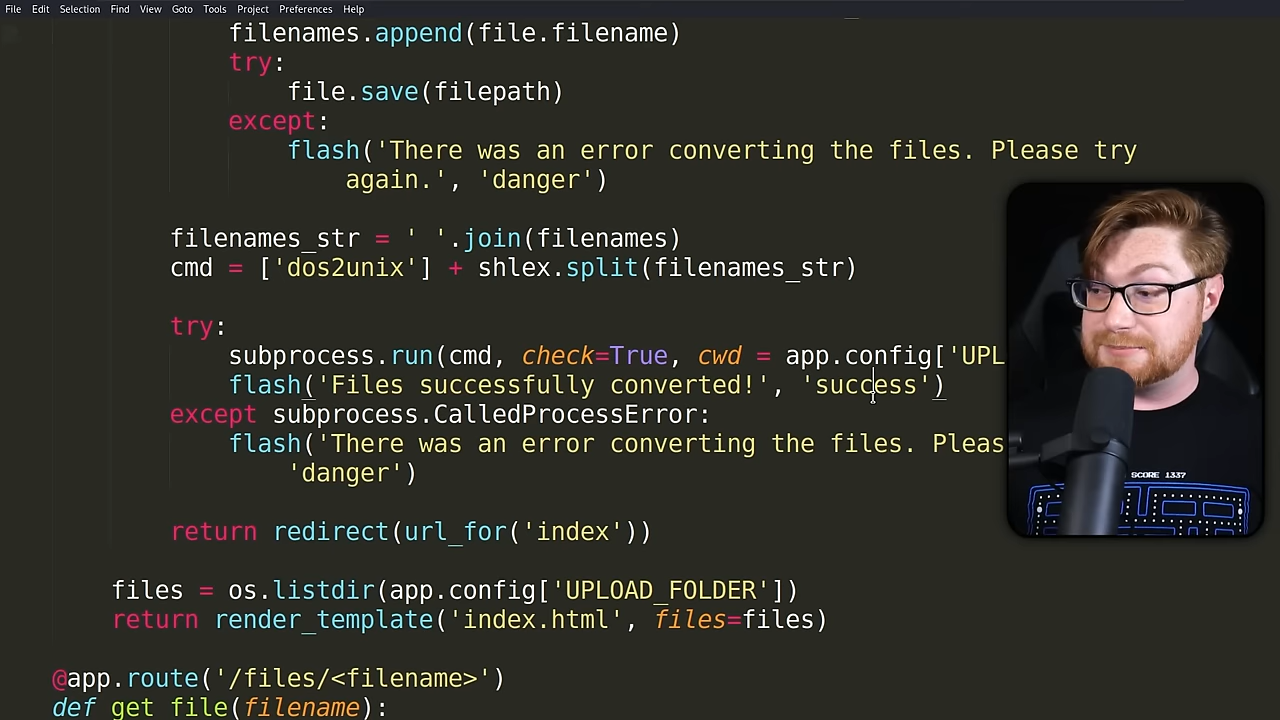 File Edit Selection Find View Goto Tools Project Preferences Help
filenames.append(file.filename)
try:
file.save(filepath)
except:
flash('There was an error converting the files. Please try
again.', 'danger')
filenames_str = ' '.join(filenames)
cmd = ['dos2unix'] + shlex.split(filenames_str)
try:
subprocess.run(cmd, check=True, cwd = app.config['UPL
flash('Files successfully converted!', 'success')
except subprocess.CalledProcessError:
flash('There was an error converting the files. Pleas
'danger')
return redirect(url_for('index'))
files = os.listdir(app.config['UPLOAD_FOLDER'])
return render_template('index.html', files=files)
@app.route('/files/<filename>')
def get_file(filename):
SCORE 1337